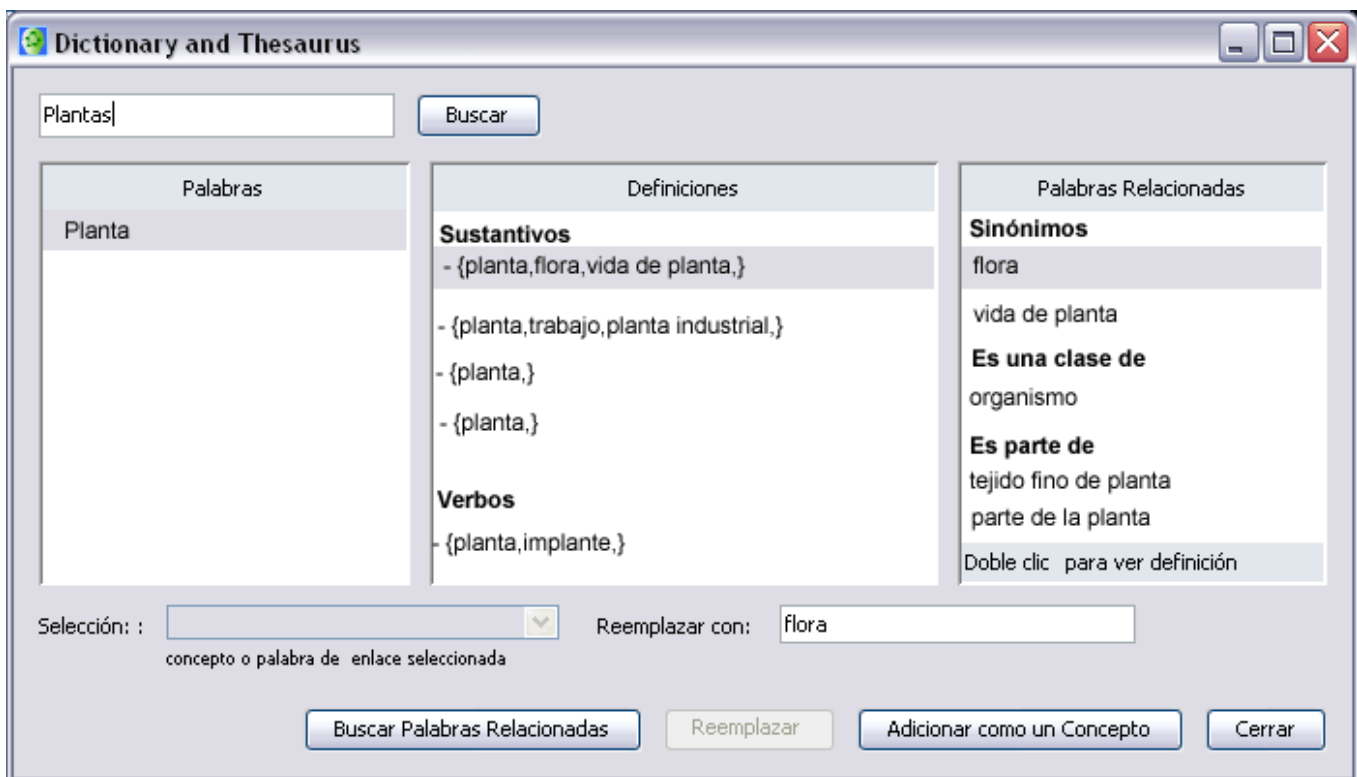 Dictionary and Thesaurus
Plantas
Buscar
Palabras
Planta
Definiciones
Sustantivos
- {planta,flora,vida de planta,}
- {planta,trabajo,planta industrial,}
- {planta,}
- {planta,}
Verbos
- {planta,implante,}
Palabras Relacionadas
Sinónimos
flora
vida de planta
Es una clase de
organismo
Es parte de
tejido fino de planta
parte de la planta
Doble clic para ver definición
Selección: :
Reemplazar con: flora
concepto o palabra de enlace seleccionada
Buscar Palabras Relacionadas
Reemplazar
Adicionar como un Concepto
Cerrar